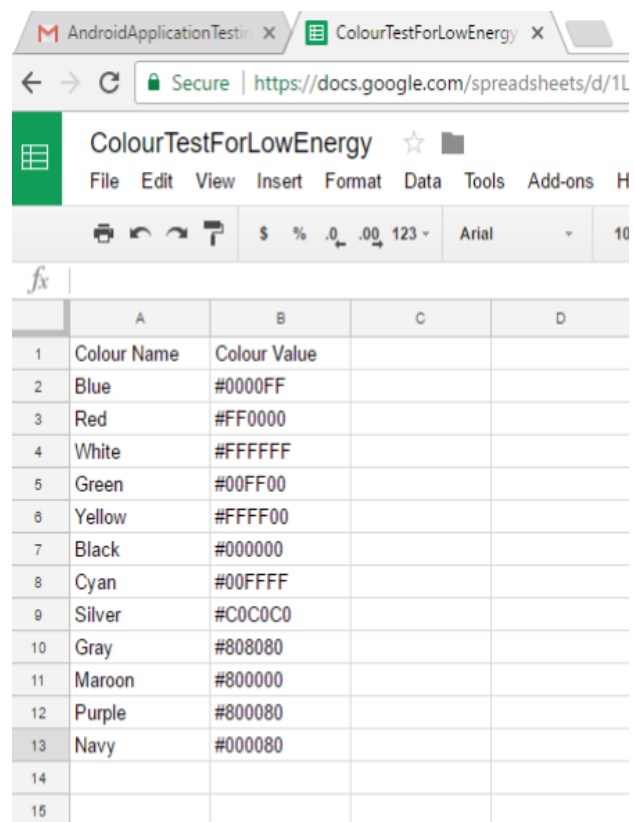 AndroidApplicationTestin
ColourTestForLowEnergy
Secure https://docs.google.com/spreadsheets/d/1L
ColourTestForLowEnergy
File Edit View Insert Format Data Tools Add-ons H
$ % .0 .00 123 Arial 10
fx
A B C D
1 Colour Name Colour Value
2 Blue #0000FF
3 Red #FF0000
4 White #FFFFFF
5 Green #00FF00
6 Yellow #FFFF00
7 Black #000000
8 Cyan #00FFFF
9 Silver #C0C0C0
10 Gray #808080
11 Maroon #800000
12 Purple #800080
13 Navy #000080
14
15